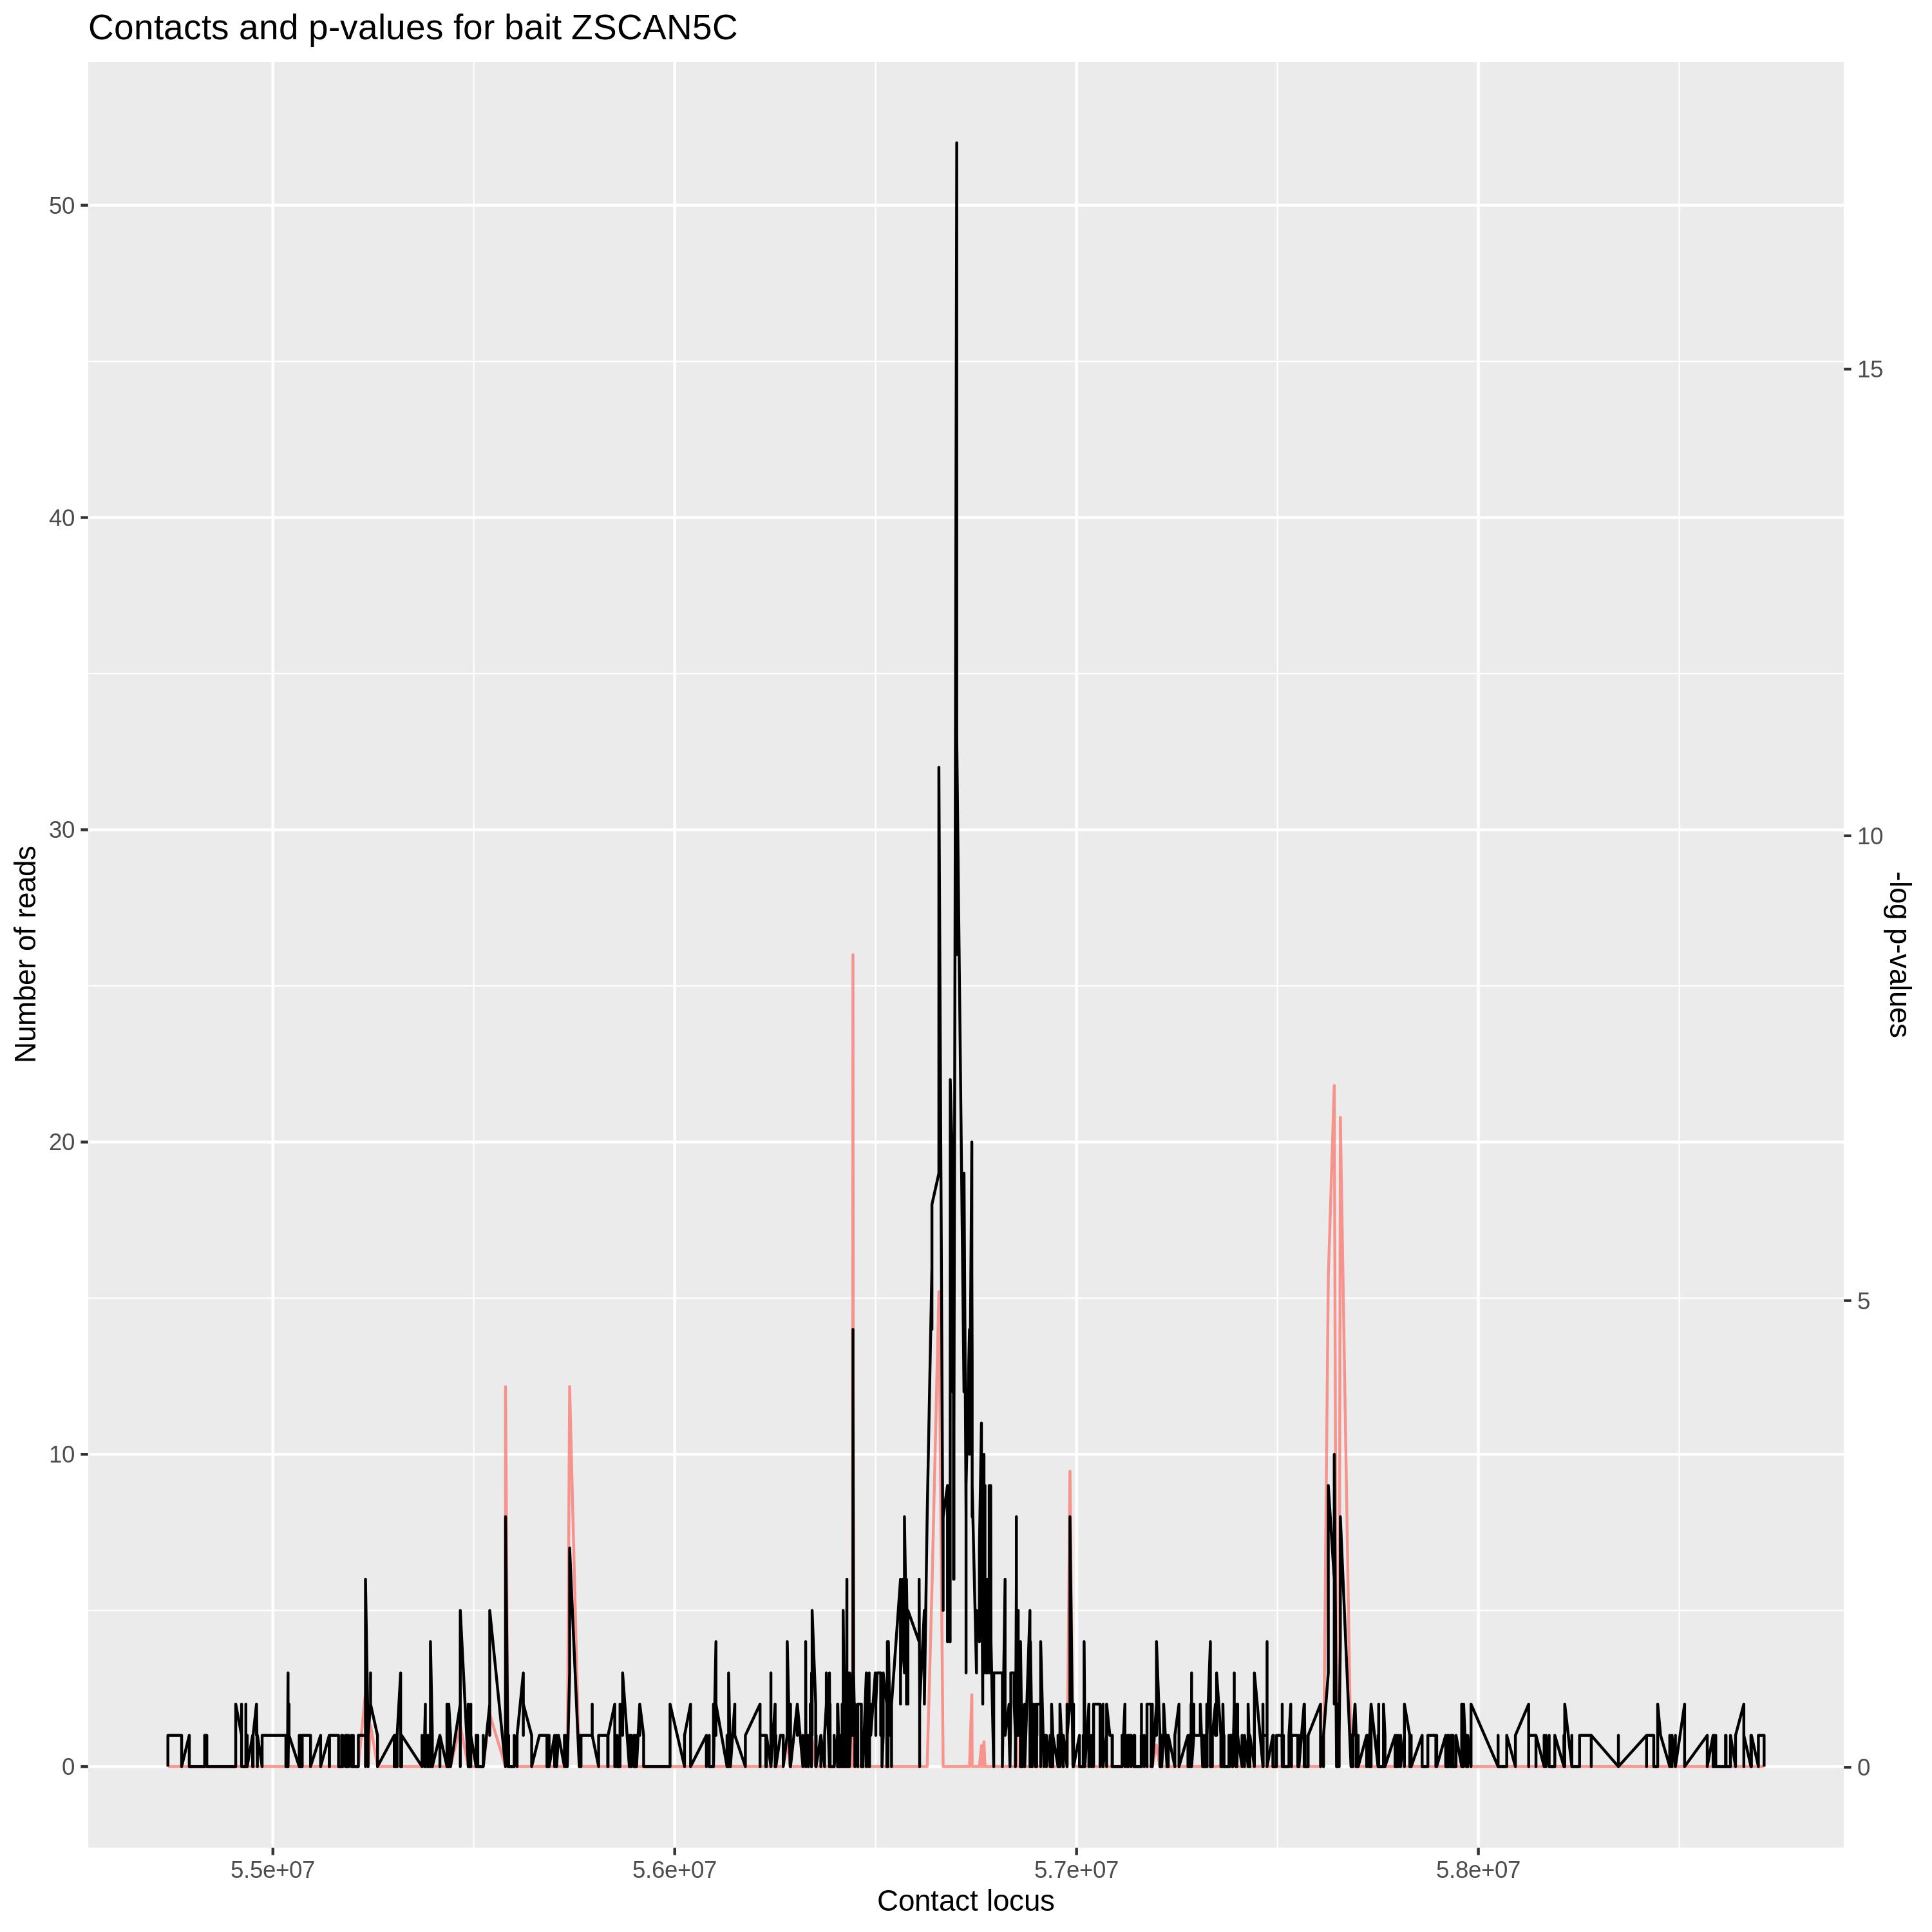 Contacts and p-values for bait ZSCAN5C
50
40
30
20
10
0
Number of reads
15
10
5
0
-log p-values
5.5e+07
5.6e+07
5.7e+07
5.8e+07
Contact locus